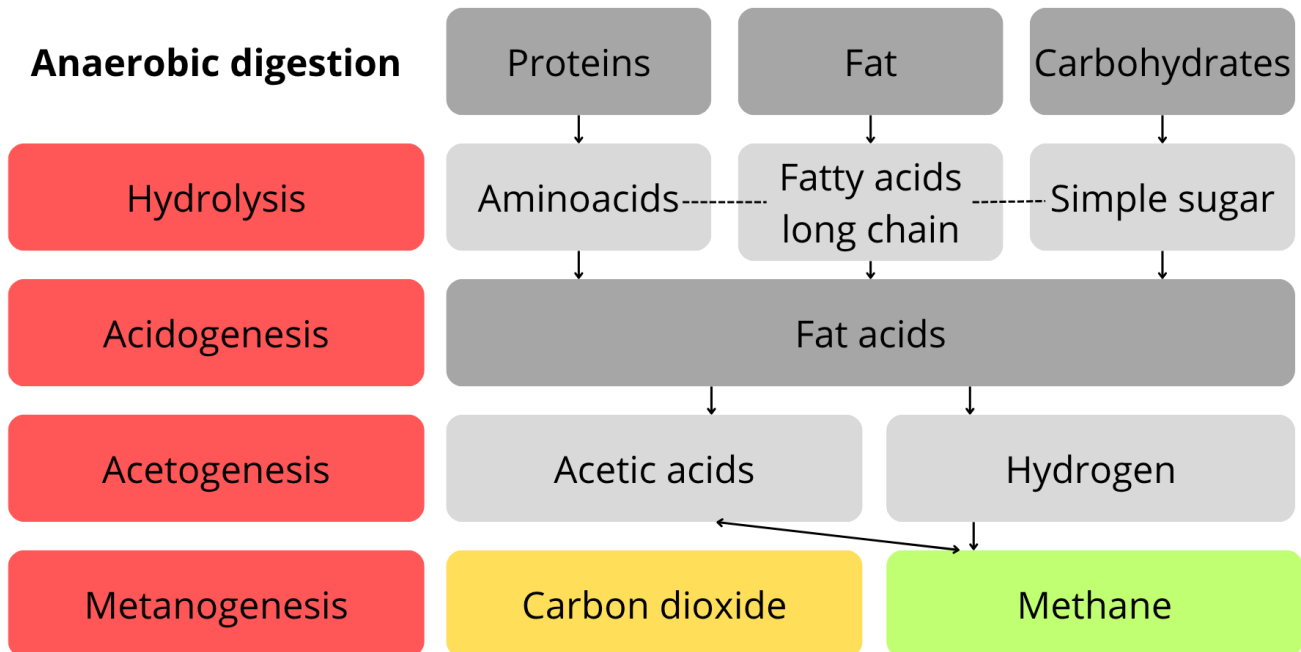 Anaerobic digestion
Proteins
Fat
Carbohydrates
Hydrolysis
Aminoacids
Fatty acids
long chain
Simple sugar
Acidogenesis
Fat acids
Acetogenesis
Acetic acids
Hydrogen
Metanogenesis
Carbon dioxide
Methane